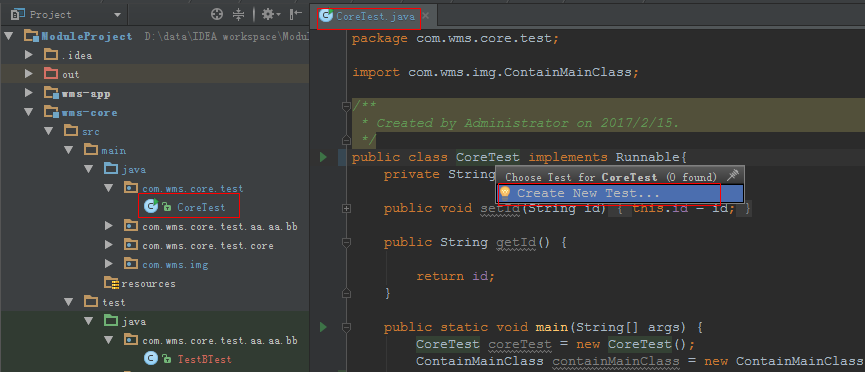 Project
ModuleProject D:\data\IDEA workspace\Modul
.idea
out
wms-app
wms-core
src
main
java
com.wms.core.test
CoreTest
com.wms.core.test.aa.aa.bb
com.wms.core.test.core
com.wms.img
resources
test
java
com.wms.core.test.aa.aa.bb
TestBTest
CoreTest.java
package com.wms.core.test;
import com.wms.img.ContainMainClass;
/**
* Created by Administrator on 2017/2/15.
*/
public class CoreTest implements Runnable{
private String
Choose Test for CoreTest (0 found)
Create New Test...
public void setId(String id) { this.id = id; }
public String getId() {
return id;
}
public static void main(String[] args) {
CoreTest coreTest = new CoreTest();
ContainMainClass containMainClass = new ContainMainClass